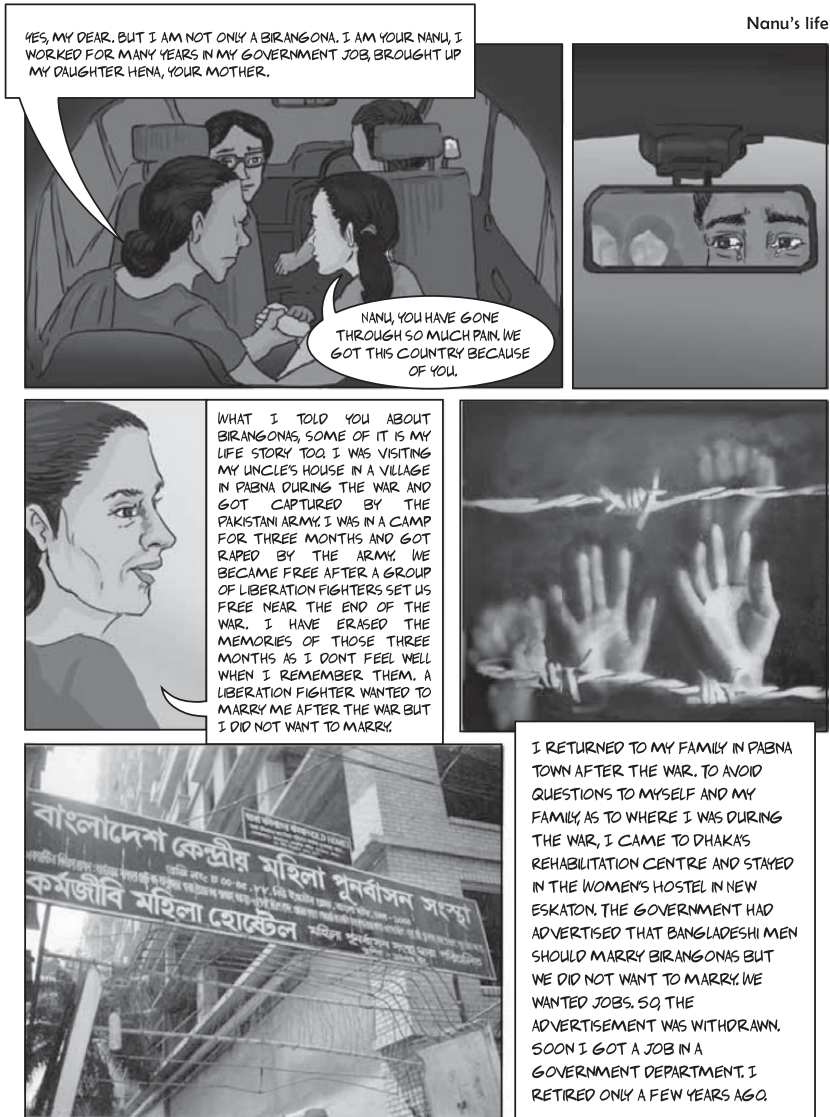 Nanu's life
YES, MY DEAR. BUT I AM NOT ONLY A BIRANGONA. I AM YOUR NANU, I
WORKED FOR MANY YEARS IN MY GOVERNMENT JOB, BROUGHT UP
MY DAUGHTER HENA, YOUR MOTHER.
NANU, YOU HAVE GONE
THROUGH SO MUCH PAIN. WE
GOT THIS COUNTRY BECAUSE
OF YOU.
WHAT I TOLD YOU ABOUT
BIRANGONAS, SOME OF IT IS MY
LIFE STORY TOO. I WAS VISITING
MY UNCLE'S HOUSE IN A VILLAGE
IN PABNA DURING THE WAR AND
GOT CAPTURED BY THE
PAKISTANI ARMY. I WAS IN A CAMP
FOR THREE MONTHS AND GOT
RAPED BY THE ARMY. WE
BECAME FREE AFTER A GROUP
OF LIBERATION FIGHTERS SET US
FREE NEAR THE END OF THE
WAR. I HAVE ERASED THE
MEMORIES OF THOSE THREE
MONTHS AS I DONT FEEL WELL
WHEN I REMEMBER THEM. A
LIBERATION FIGHTER WANTED TO
MARRY ME AFTER THE WAR BUT
I DID NOT WANT TO MARRY.
বাংলাদেশ কেন্দ্রীয় মহিলা পুনর্বাসন সংস্থা
কর্মজীবি মহিলা হোষ্টেল
I RETURNED TO MY FAMILY IN PABNA
TOWN AFTER THE WAR. TO AVOID
QUESTIONS TO MYSELF AND MY
FAMILY, AS TO WHERE I WAS DURING
THE WAR, I CAME TO DHAKA'S
REHABILITATION CENTRE AND STAYED
IN THE WOMEN'S HOSTEL IN NEW
ESKATON. THE GOVERNMENT HAD
ADVERTISED THAT BANGLADESHI MEN
SHOULD MARRY BIRANGONAS BUT
WE DID NOT WANT TO MARRY. WE
WANTED JOBS. SO, THE
ADVERTISEMENT WAS WITHDRAWN.
SOON I GOT A JOB IN A
GOVERNMENT DEPARTMENT. I
RETIRED ONLY A FEW YEARS AGO.